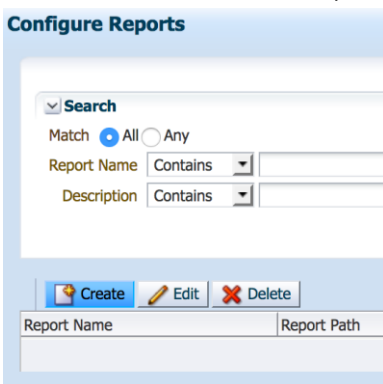 Configure Reports
Search
Match All Any
Report Name Contains
Description Contains
Create Edit Delete
Report Name Report Path